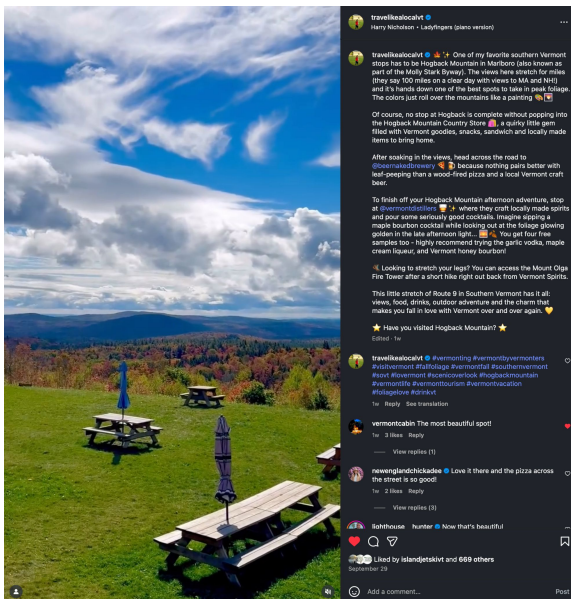 travelikealocalvt
Harry Nicholson • Ladyfingers (piano version)
travelikealocalvt 🍁✨ One of my favorite southern Vermont
stops has to be Hogback Mountain in Marlboro (also known as
part of the Molly Stark Byway). The views here stretch for miles
(they say 100 miles on a clear day with views to MA and NH!)
and it's hands down one of the best spots to take in peak foliage.
The colors just roll over the mountains like a painting 🎨🌄
Of course, no stop at Hogback is complete without popping into
the Hogback Mountain Country Store 🛍️, a quirky little gem
filled with Vermont goodies, snacks, sandwich and locally made
items to bring home.
After soaking in the views, head across the road to
@beernakedbrewery 🍕🍺 because nothing pairs better with
leaf-peeping than a wood-fired pizza and a local Vermont craft
beer.
To finish off your Hogback Mountain afternoon adventure, stop
at @vermontdistillers 🥃✨ where they craft locally made spirits
and pour some seriously good cocktails. Imagine sipping a
maple bourbon cocktail while looking out at the foliage glowing
golden in the late afternoon light... 🌅🍂 You get four free
samples too - highly recommend trying the garlic vodka, maple
cream liqueur, and Vermont honey bourbon!
🥾 Looking to stretch your legs? You can access the Mount Olga
Fire Tower after a short hike right out back from Vermont Spirits.
This little stretch of Route 9 in Southern Vermont has it all:
views, food, drinks, outdoor adventure and the charm that
makes you fall in love with Vermont over and over again. 💛
⭐ Have you visited Hogback Mountain? ⭐
Edited · 1w
travelikealocalvt #vermonting #vermontbyvermonters
#visitvermont #fallfoliage #vermontfall #southernvermont
#sovt #lovermont #scenicoverlook #hogbackmountain
#vermontlife #vermonttourism #vermontvacation
#foliagelove #drinkvt
1w Reply See translation
vermontcabin The most beautiful spot!
1w 3 likes Reply
View replies (1)
newenglandchickadee Love it there and the pizza across
the street is so good!
1w 2 likes Reply
View replies (3)
lighthouse__hunter Now that's beautiful
Liked by islandjetskivt and 669 others
September 29
Add a comment...
Post